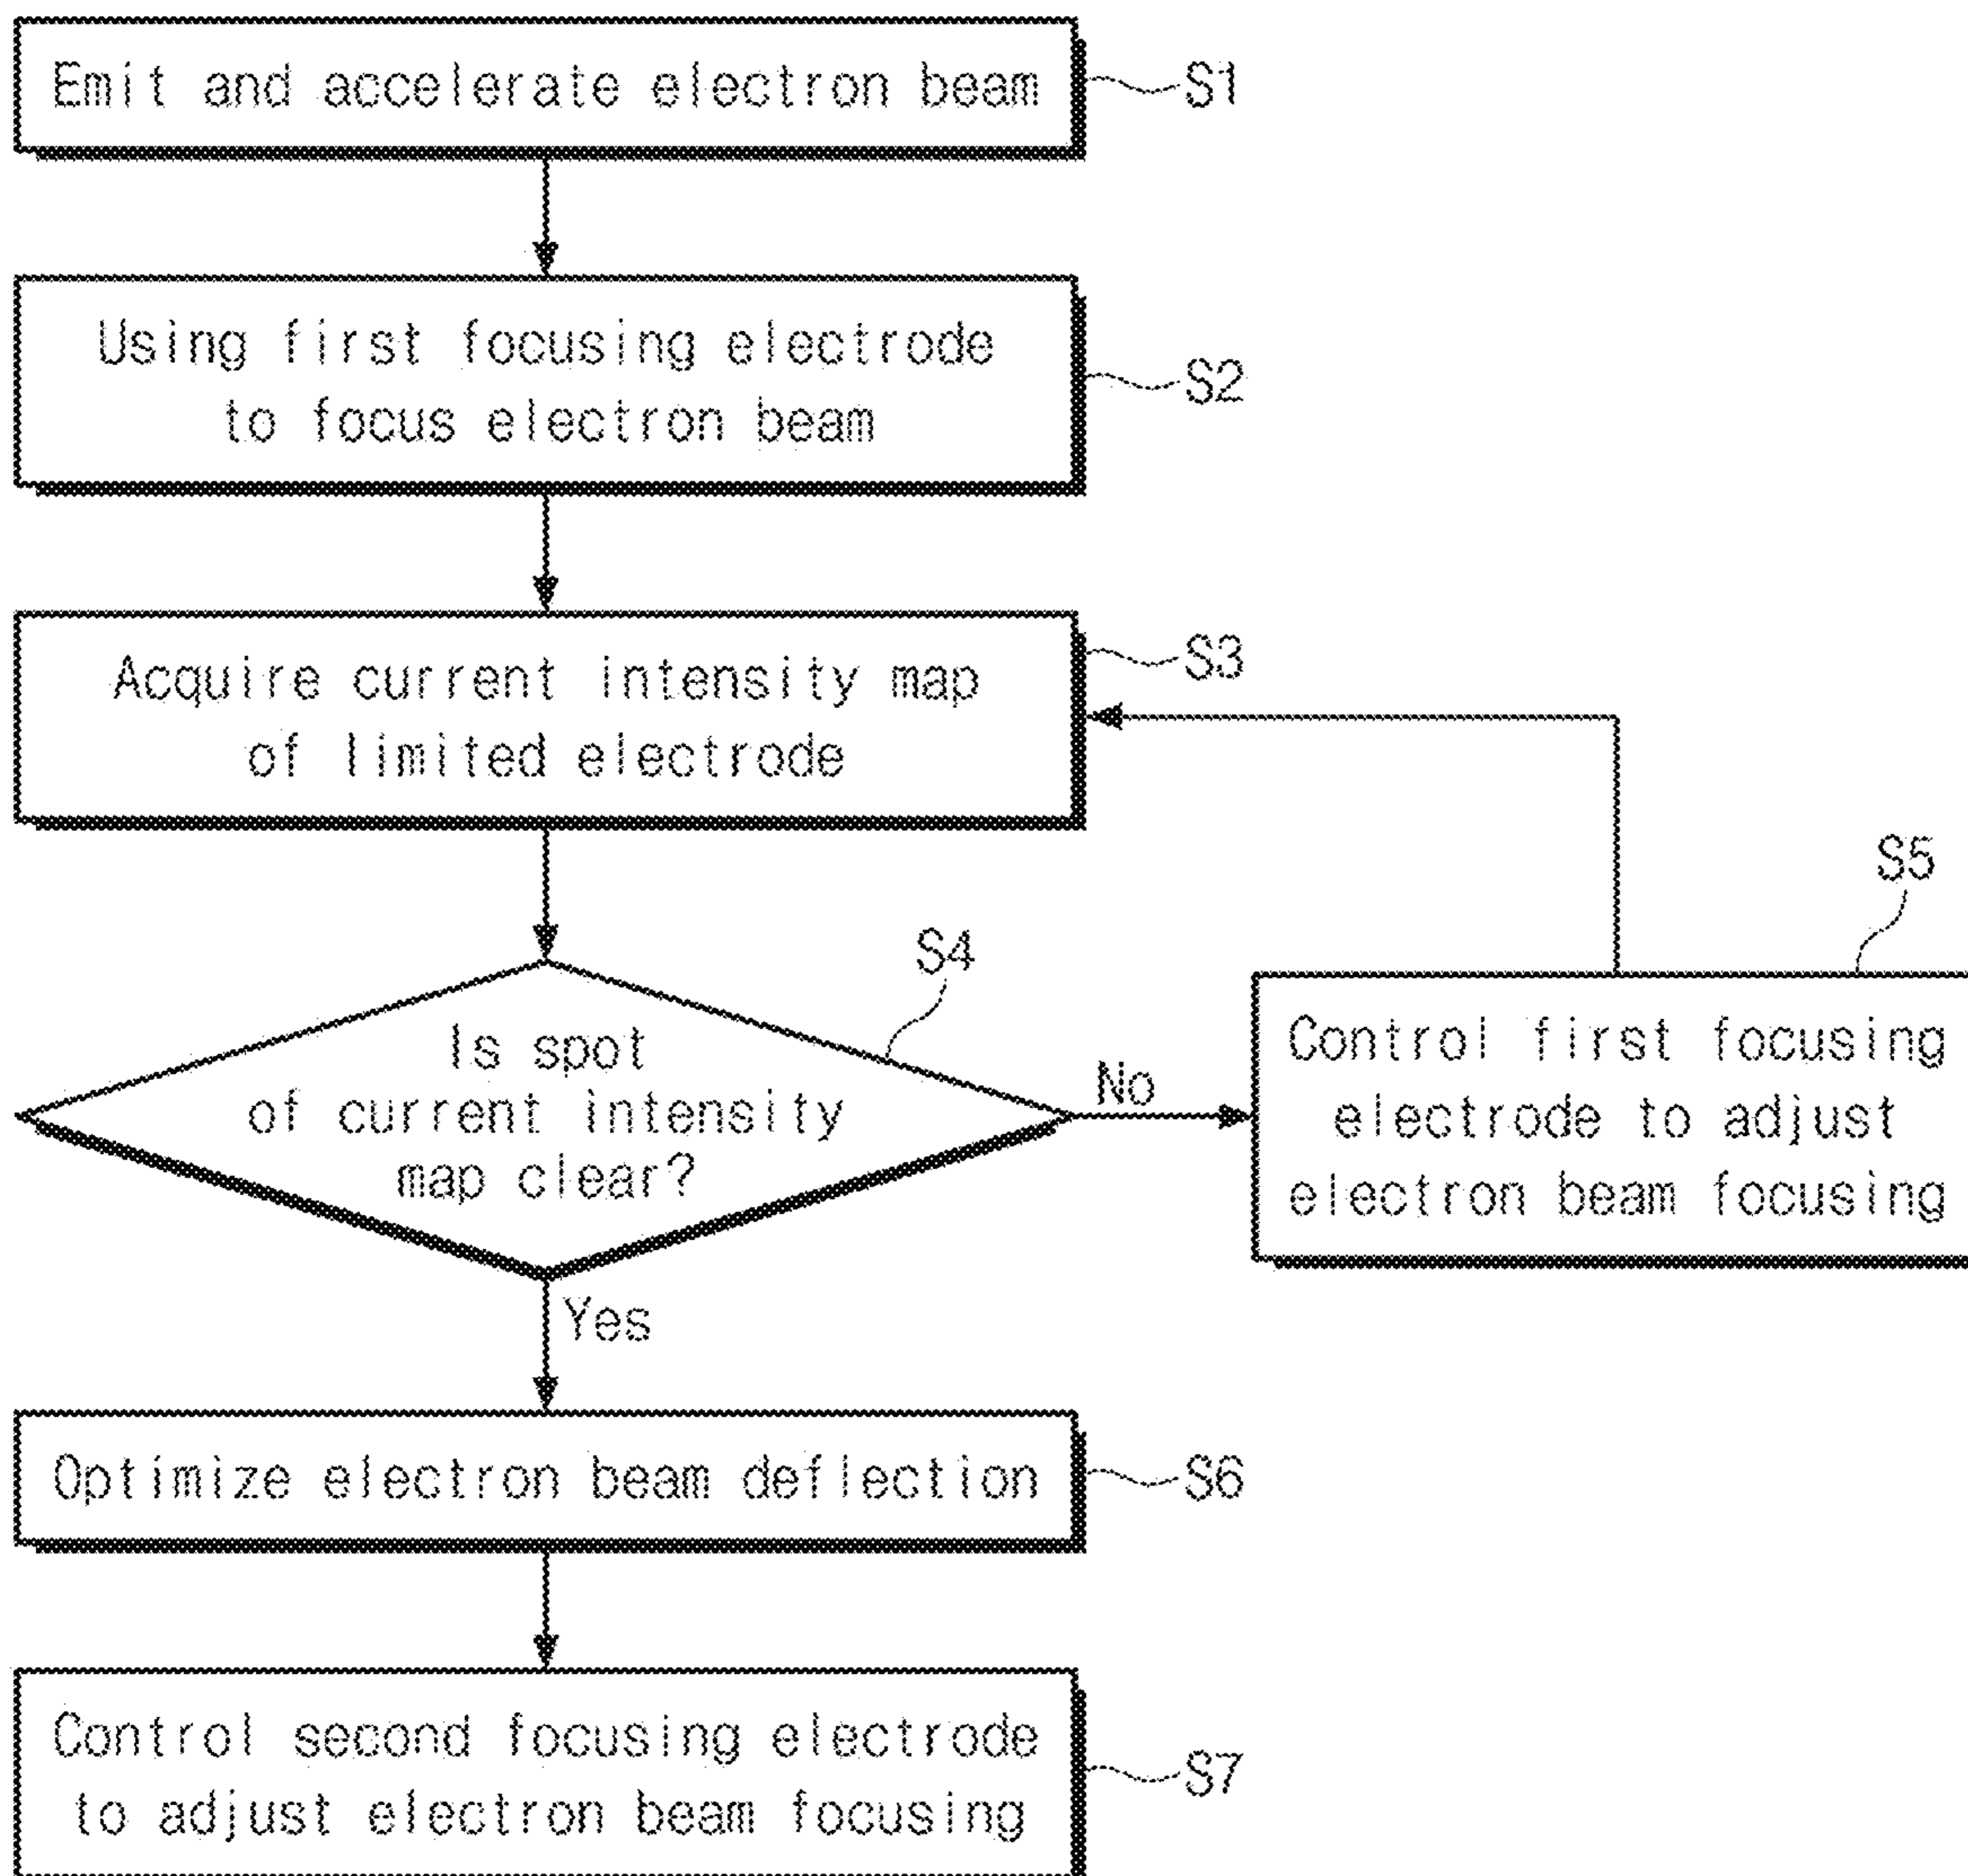 Emit and accelerate electron beam
S1
Using first focusing electrode
to focus electron beam
S2
Acquire current intensity map
of limited electrode
S3
Is spot
of current intensity
map clear?
S4
No
Control first focusing
electrode to adjust
electron beam focusing
S5
Yes
Optimize electron beam deflection
S6
Control second focusing electrode
to adjust electron beam focusing
S7